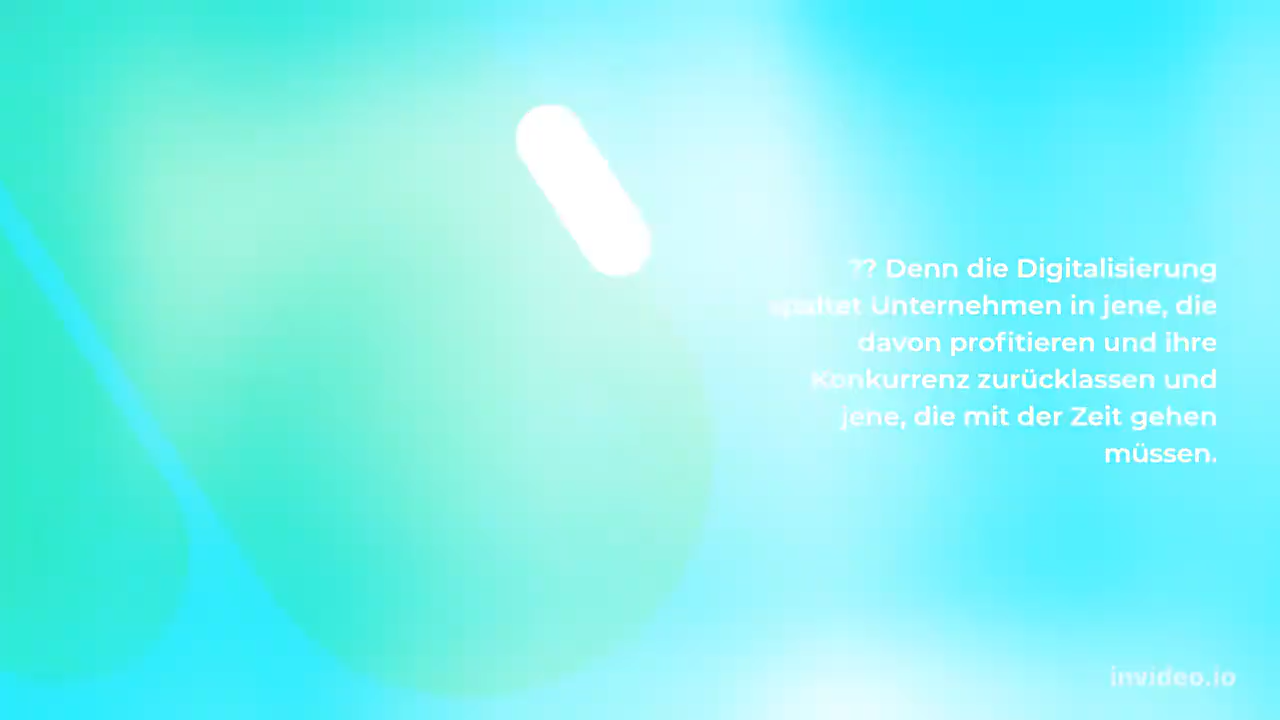 ?? Denn die Digitalisierung
spaltet Unternehmen in jene, die
davon profitieren und ihre
Konkurrenz zurücklassen und
jene, die mit der Zeit gehen
müssen.
invideo.io